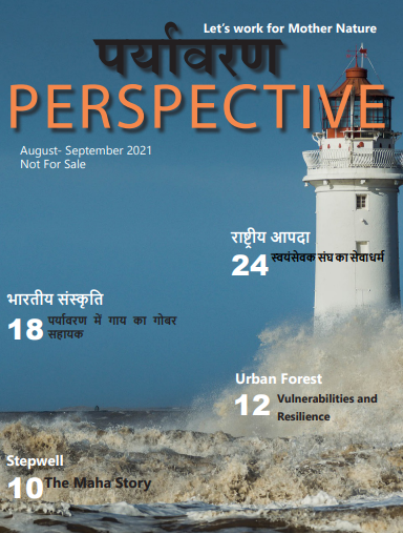 Let's work for Mother Nature
पर्यावरण
PERSPECTIVE
August- September 2021
Not For Sale
राष्ट्रीय आपदा
24 स्वयंसेवक संघ का सेवाधर्म
भारतीय संस्कृति
18 पर्यावरण में गाय का गोबर
सहायक
Urban Forest
12 Vulnerabilities and
Resilience
Stepwell
10 The Maha Story